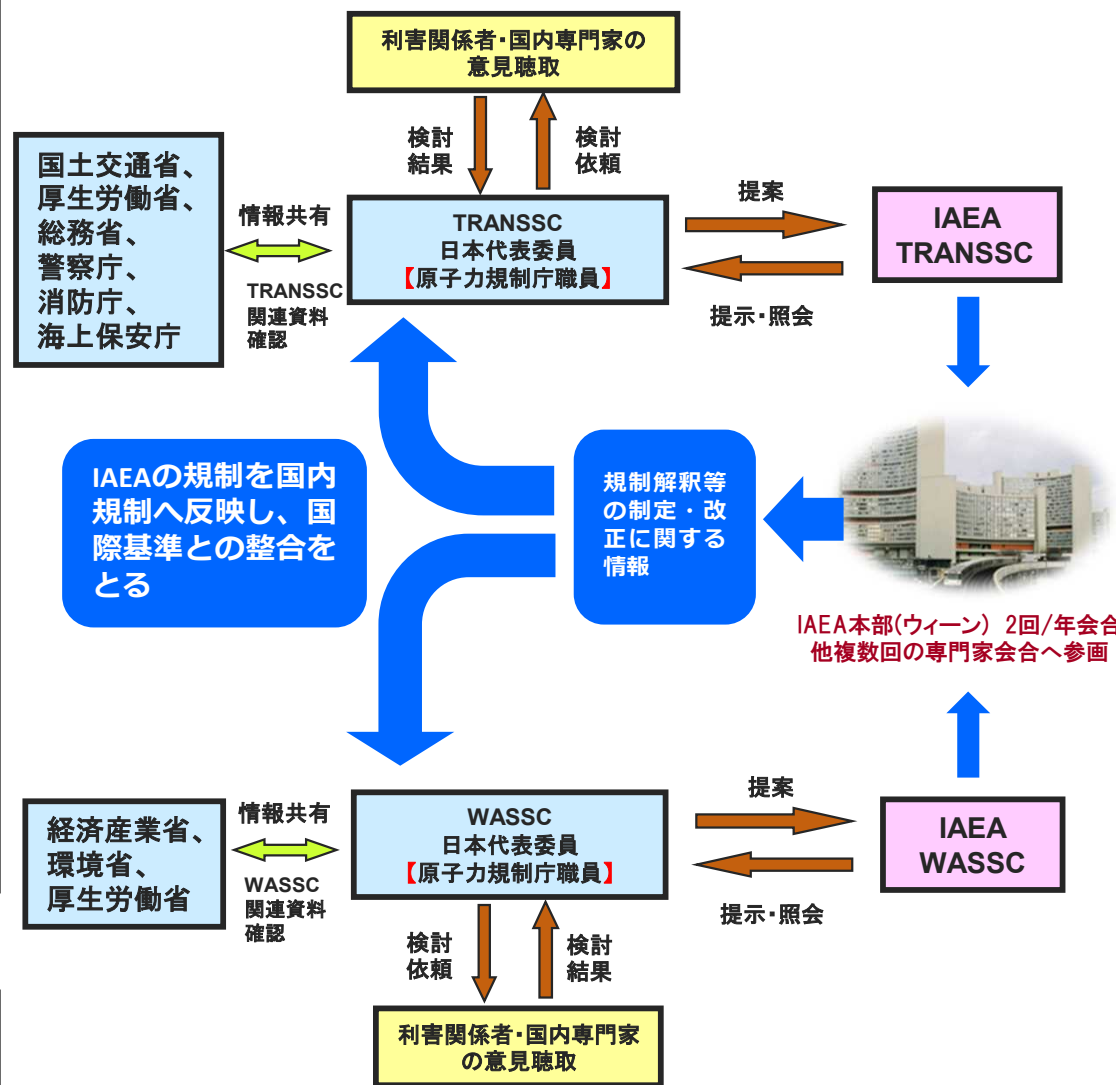 利害関係者・国内専門家の
意見聴取
検討
結果
検討
依頼
国土交通省、
厚生労働省、
総務省、
警察庁、
消防庁、
海上保安庁
情報共有
TRANSSC
関連資料
確認
TRANSSC
日本代表委員
【原子力規制庁職員】
提案
提示・照会
IAEA
TRANSSC
IAEAの規制を国内
規制へ反映し、国
際基準との整合を
とる
規制解釈等
の制定・改
正に関する
情報
IAEA本部(ウィーン) 2回/年会合
他複数回の専門家会合へ参画
経済産業省、
環境省、
厚生労働省
情報共有
WASSC
関連資料
確認
WASSC
日本代表委員
【原子力規制庁職員】
提案
提示・照会
IAEA
WASSC
検討
依頼
検討
結果
利害関係者・国内専門家
の意見聴取